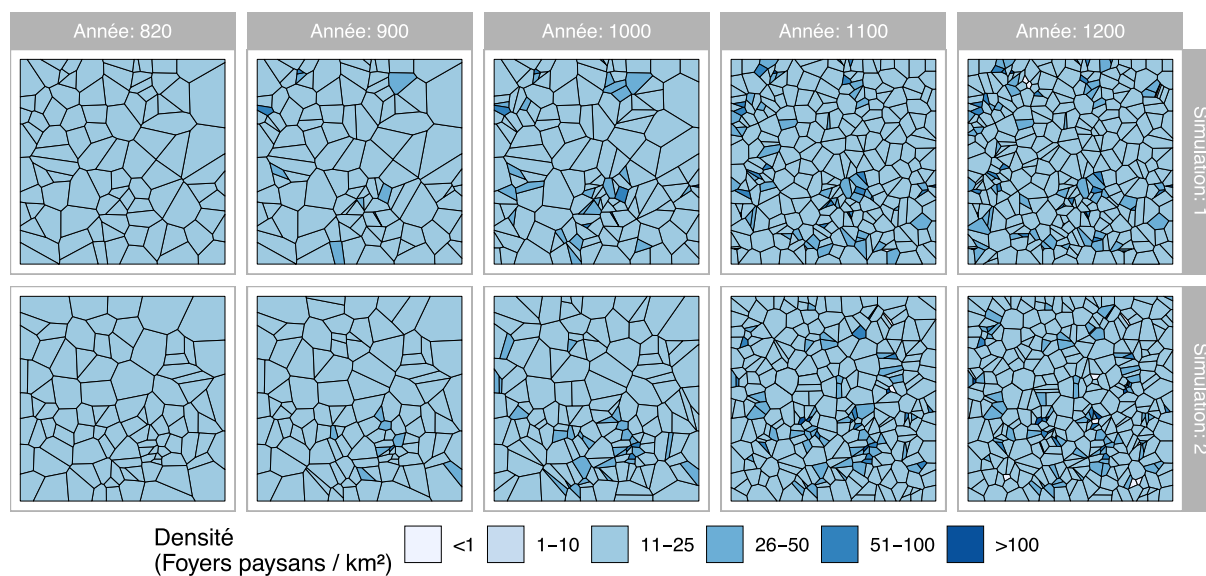 Année: 820
Année: 900
Année: 1000
Année: 1100
Année: 1200
Simulation: 1
Simulation: 2
Densité
(Foyers paysans / km²)
<1
1−10
11−25
26−50
51−100
>100